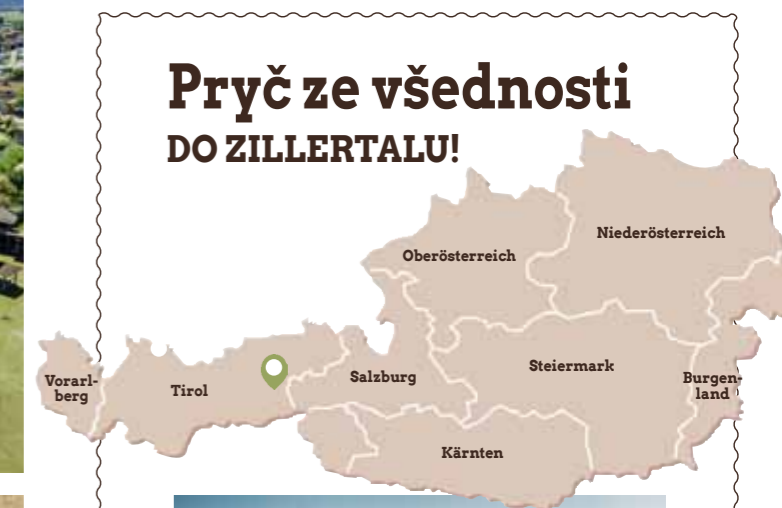 Pryč ze všednosti
DO ZILLERTALU!
Niederösterreich
Oberösterreich
Steiermark
Salzburg
Vorarl-
berg
Tirol
Burgen-
land
Kärnten